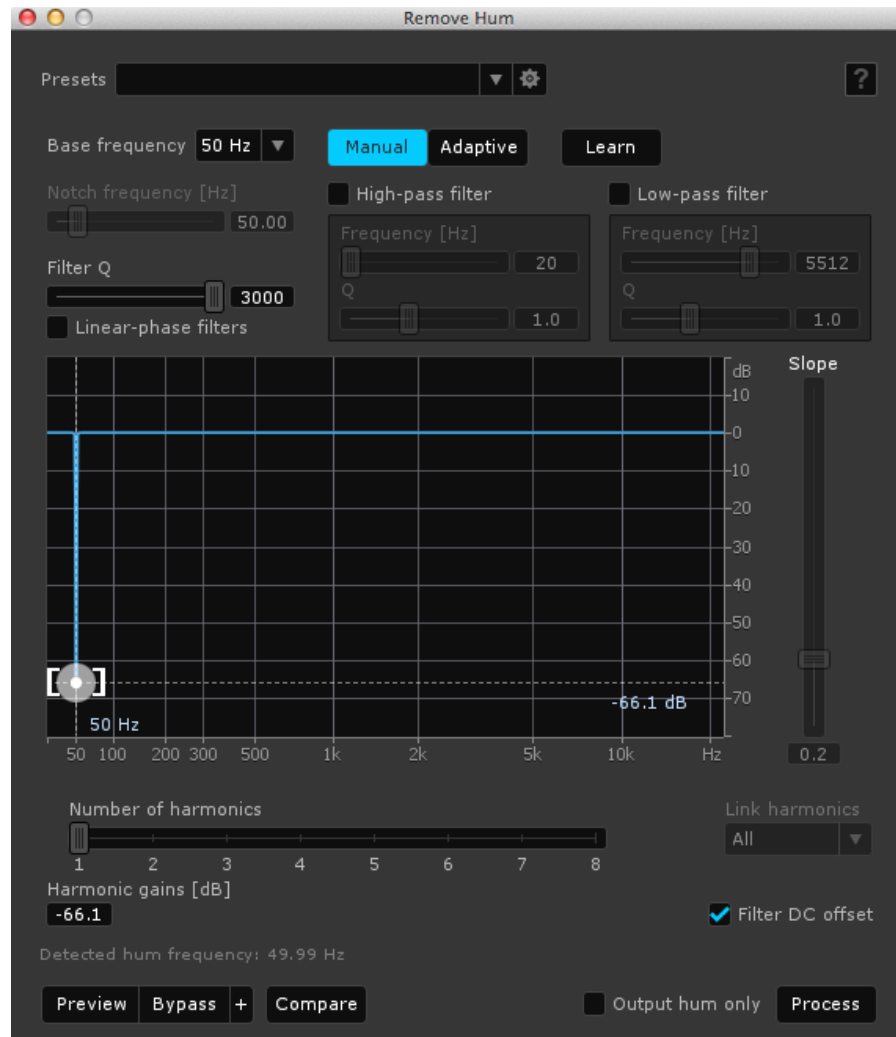 Remove Hum
Presets
?
Base frequency 50 Hz Manual Adaptive Learn
Notch frequency [Hz] High-pass filter Low-pass filter
50.00 Frequency [Hz] Frequency [Hz]
Filter Q 20 5512
3000 Q Q
Linear-phase filters 1.0 1.0
Slope
dB
-10
-0
-10
-20
-30
-40
-50
-60
-70
-66.1 dB
50 Hz
50 100 200 300 500 1k 2k 5k 10k Hz
0.2
Number of harmonics Link harmonics
All
1 2 3 4 5 6 7 8
Harmonic gains [dB]
-66.1 Filter DC offset
Detected hum frequency: 49.99 Hz
Preview Bypass + Compare Output hum only Process